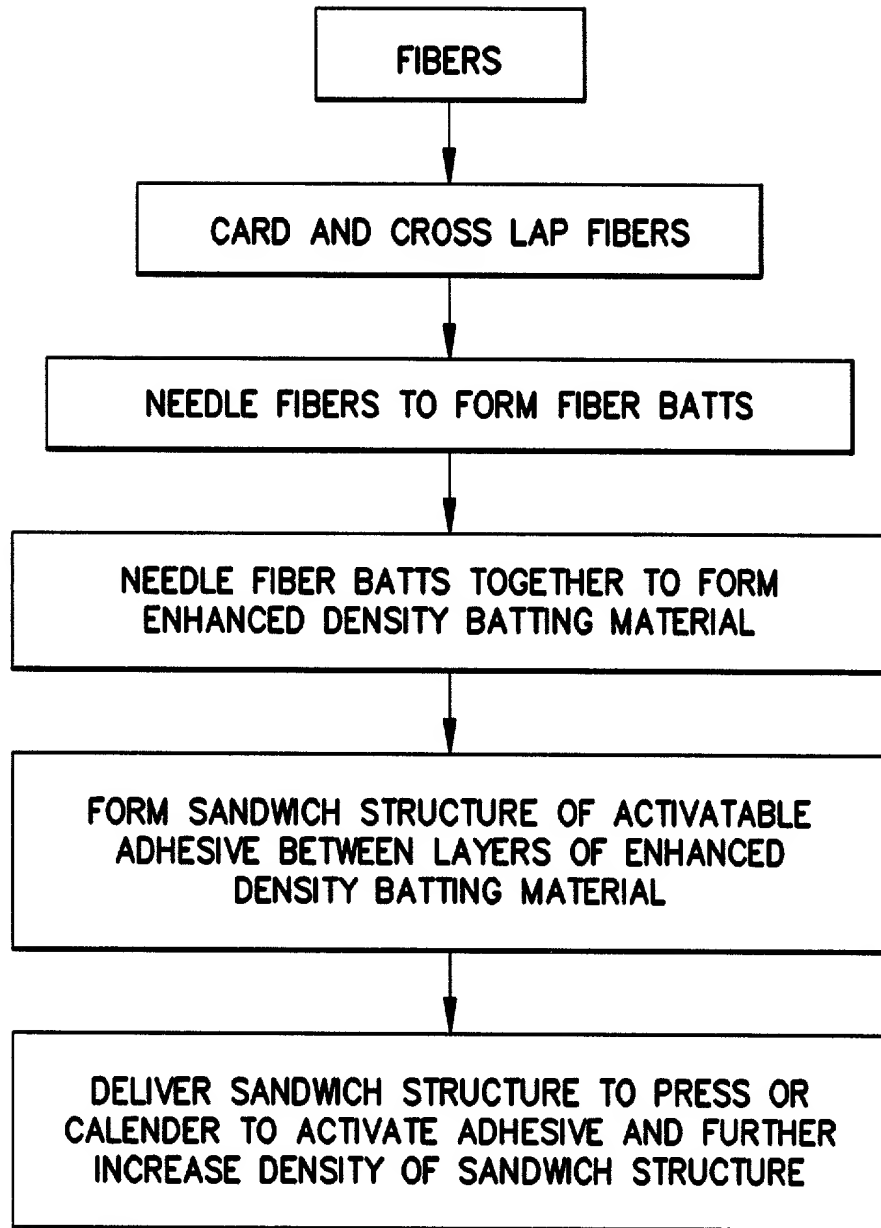 FIBERS
CARD AND CROSS LAP FIBERS
NEEDLE FIBERS TO FORM FIBER BATTS
NEEDLE FIBER BATTS TOGETHER TO FORM
ENHANCED DENSITY BATTING MATERIAL
FORM SANDWICH STRUCTURE OF ACTIVATABLE
ADHESIVE BETWEEN LAYERS OF ENHANCED
DENSITY BATTING MATERIAL
DELIVER SANDWICH STRUCTURE TO PRESS OR
CALENDER TO ACTIVATE ADHESIVE AND FURTHER
INCREASE DENSITY OF SANDWICH STRUCTURE